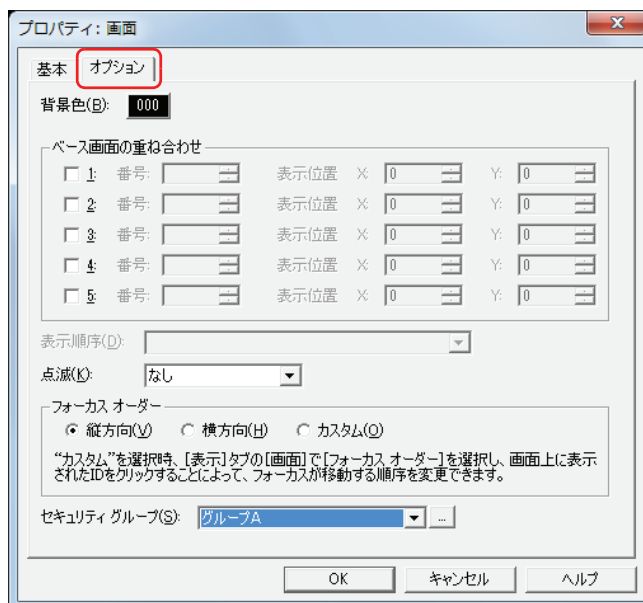 プロパティ: 画面
基本 オプション
背景色(B): 000
ベース画面の重ね合わせ
1: 番号: 表示位置 X: 0 Y: 0
2: 番号: 表示位置 X: 0 Y: 0
3: 番号: 表示位置 X: 0 Y: 0
4: 番号: 表示位置 X: 0 Y: 0
5: 番号: 表示位置 X: 0 Y: 0
表示順序(D):
点滅(K): なし
フォーカス オーダー
縦方向(V) 横方向(H) カスタム(O)
“カスタム”を選択時、[表示]タブの[画面]で[フォーカス オーダー]を選択し、画面上に表示
されたIDをクリックすることによって、フォーカスが移動する順序を変更できます。
セキュリティ グループ(S): グループA ...
OK キャンセル ヘルプ